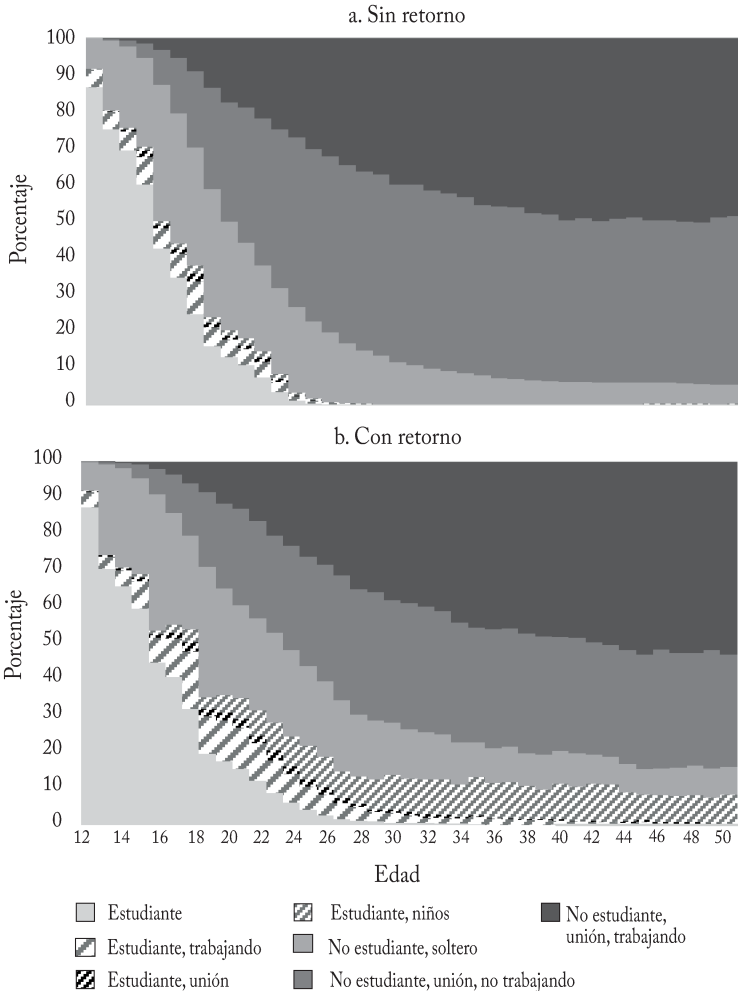 a. Sin retorno
100
90
80
70
60
50
40
30
20
10
0
Porcentaje
b. Con retorno
100
90
80
70
60
50
40
30
20
10
0
Porcentaje
12 14 16 18 20 22 24 26 28 30 32 34 36 38 40 42 44 46 48 50
Edad
Estudiante
Estudiante, trabajando
Estudiante, unión
Estudiante, niños
No estudiante, soltero
No estudiante, unión, no trabajando
No estudiante,
unión, trabajando